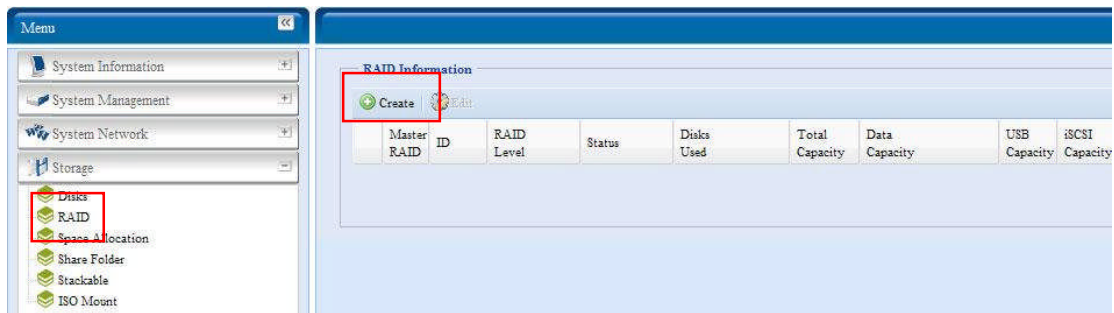 Menu
System Information
System Management
System Network
Storage
Disks
RAID
Space Allocation
Share Folder
Stackable
ISO Mount
RAID Information
Create Edit
Master RAID ID RAID Level Status Disks Used Total Capacity Data Capacity USB Capacity iSCSI Capacity